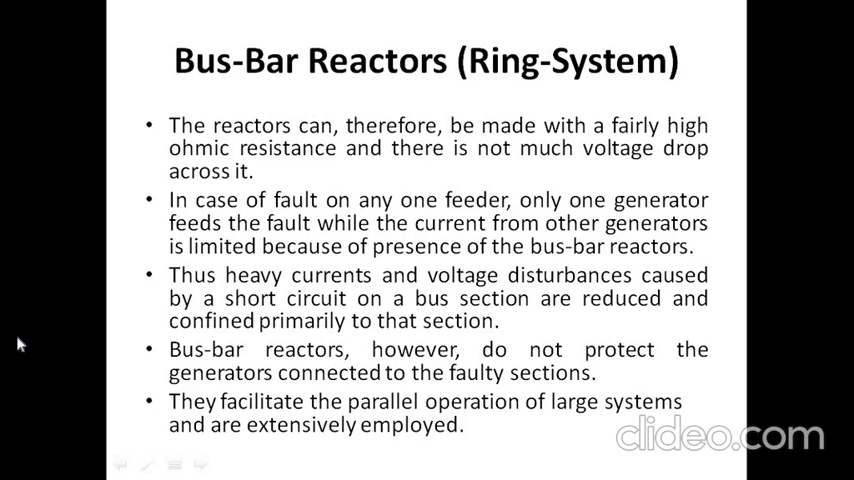 Bus-Bar Reactors (Ring-System)
• The reactors can, therefore, be made with a fairly high
ohmic resistance and there is not much voltage drop
across it.
• In case of fault on any one feeder, only one generator
feeds the fault while the current from other generators
is limited because of presence of the bus-bar reactors.
• Thus heavy currents and voltage disturbances caused
by a short circuit on a bus section are reduced and
confined primarily to that section.
• Bus-bar reactors, however, do not protect the
generators connected to the faulty sections.
• They facilitate the parallel operation of large systems
and are extensively employed.
clideo.com